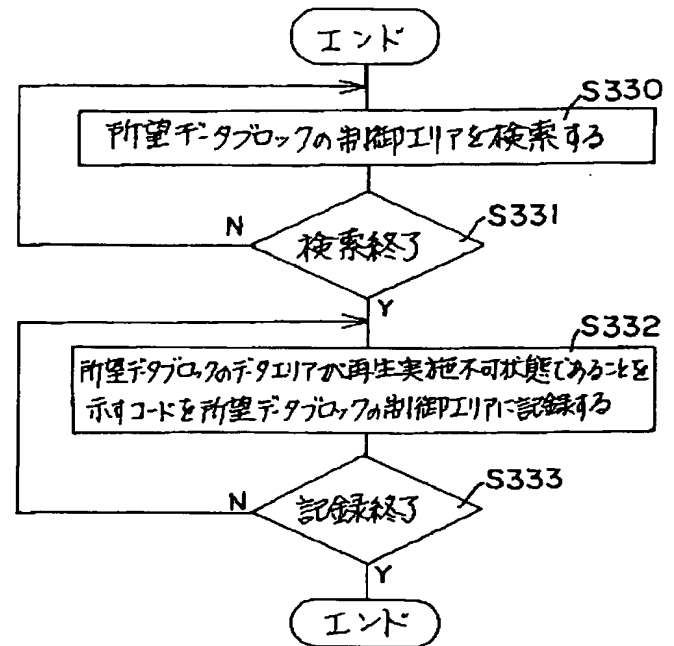 エンド
S330
所望データブロックの制御エリアを検索する
S331
検索終了
N
Y
S332
所望データブロックのデータエリアが再生実施不可状態であることを
示すコードを所望データブロックの制御エリアに記録する
S333
記録終了
N
Y
エンド